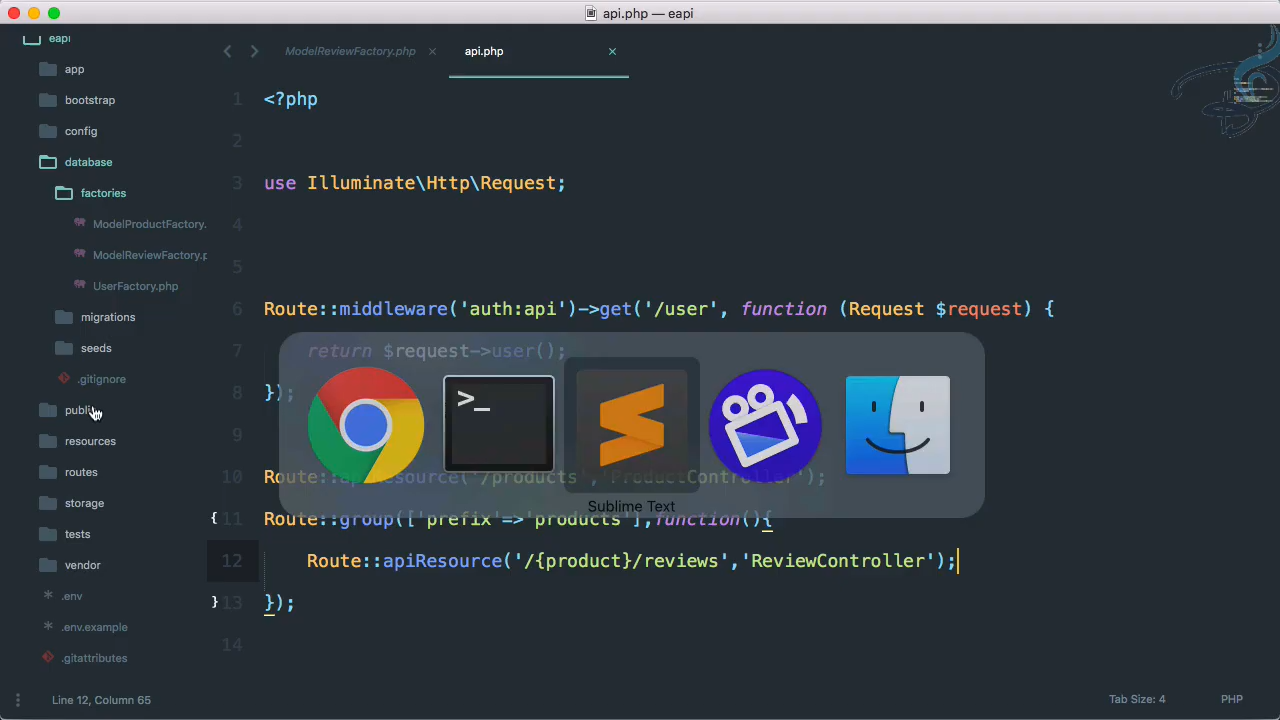 api.php — eapi
eapi
app
bootstrap
config
database
factories
ModelProductFactory.
ModelReviewFactory.p
UserFactory.php
migrations
seeds
.gitignore
publi
resources
routes
storage
tests
vendor
.env
.env.example
.gitattributes
ModelReviewFactory.php
api.php
1 <?php
2
3 use Illuminate\Http\Request;
4
5
6 Route::middleware('auth:api')->get('/user', function (Request $request) {
7 return $request->user();
8 });
9
10 Route::apiResource('/products','ProductController');
11 Route::group(['prefix'=>'products'],function(){
12 Route::apiResource('/{product}/reviews','ReviewController');
13 });
14
>_
Sublime Text
Line 12, Column 65
Tab Size: 4
PHP